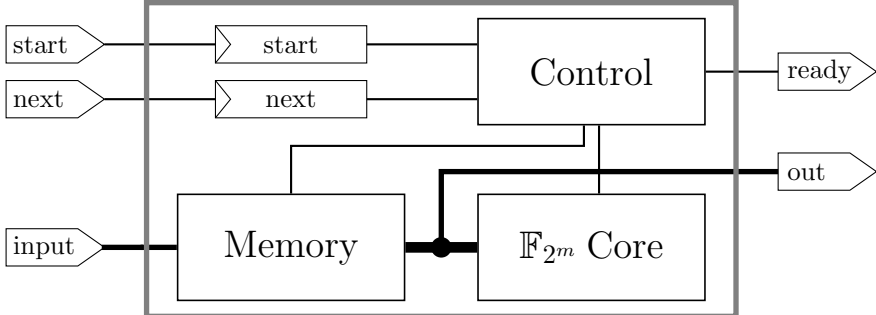 start
start
Control
ready
next
next
out
input
Memory
𝔽₂ᵐ Core